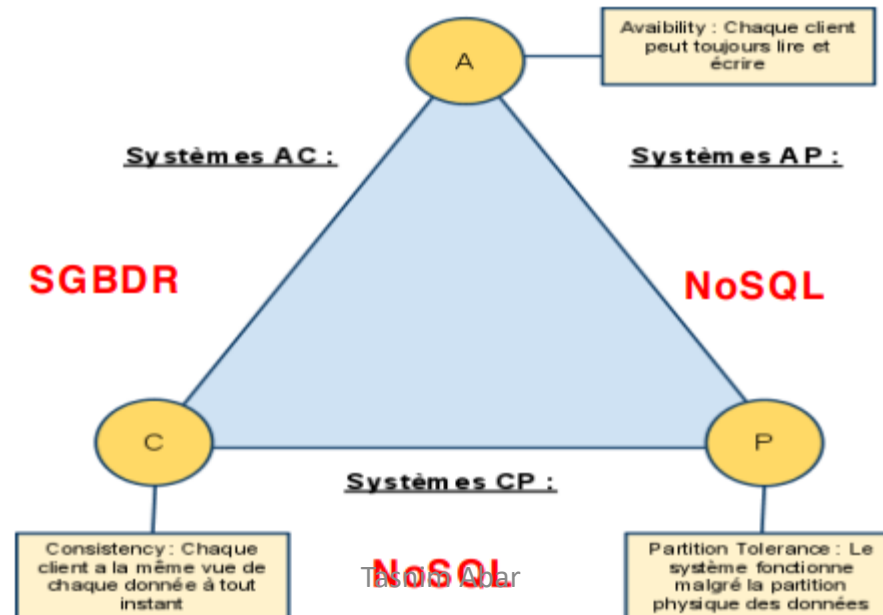 A
Avaibility : Chaque client
peut toujours lire et
écrire
Systèmes AC :
Systèmes AP :
SGBDR
NoSQL
C
P
Systèmes CP :
Consistency : Chaque
client a la même vue de
chaque donnée à tout
instant
NoSQL
Tasnim Abar
Partition Tolerance : Le
système fonctionne
malgré la partition
physique des données